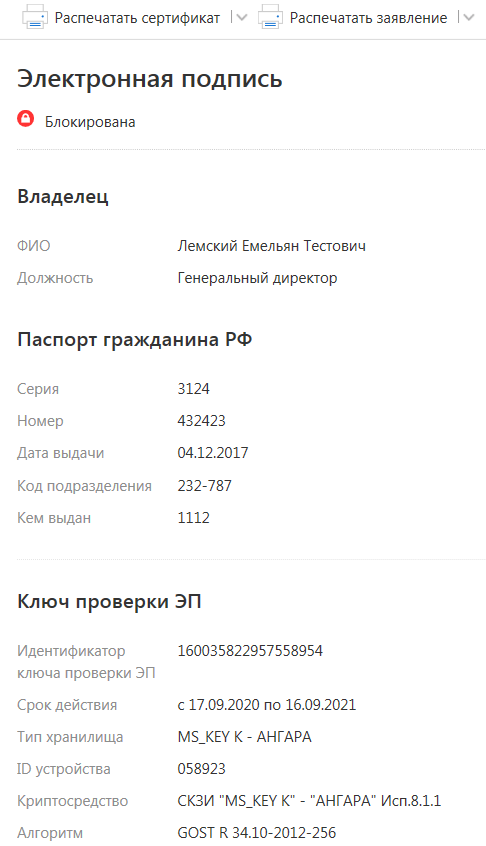 Распечатать сертификат Распечатать заявление
Электронная подпись
Блокирована
Владелец
ФИО Лемский Емельян Тестович
Должность Генеральный директор
Паспорт гражданина РФ
Серия 3124
Номер 432423
Дата выдачи 04.12.2017
Код подразделения 232-787
Кем выдан 1112
Ключ проверки ЭП
Идентификатор 160035822957558954
ключа проверки ЭП
Срок действия с 17.09.2020 по 16.09.2021
Тип хранилища MS_KEY K - АНГАРА
ID устройства 058923
Криптосредство СКЗИ "MS_KEY K" - "АНГАРА" Исп.8.1.1
Алгоритм GOST R 34.10-2012-256